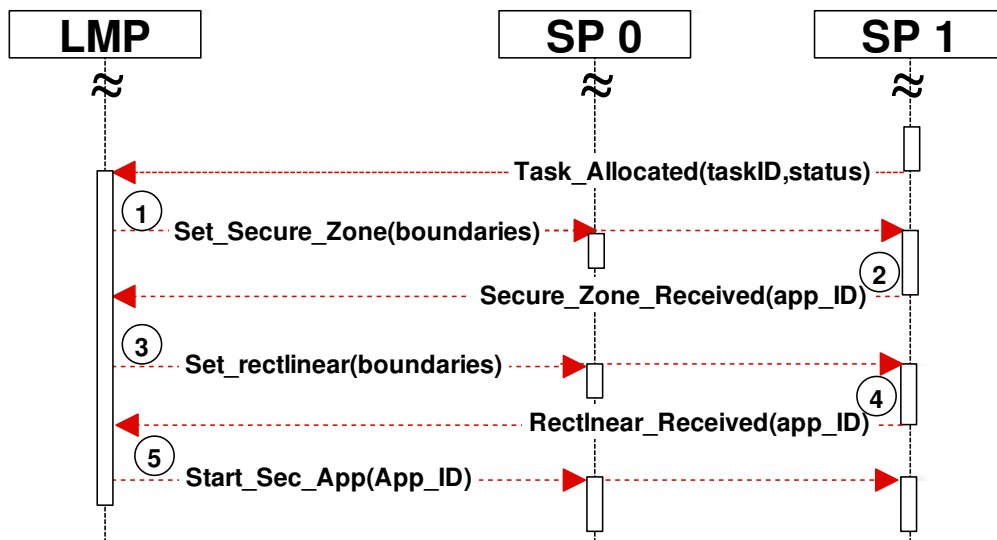 LMP SP 0 SP 1
Task_Allocated(taskID,status)
1
Set_Secure_Zone(boundaries)
2
Secure_Zone_Received(app_ID)
3
Set_rectlinear(boundaries)
4
Rectlnear_Received(app_ID)
5
Start_Sec_App(App_ID)